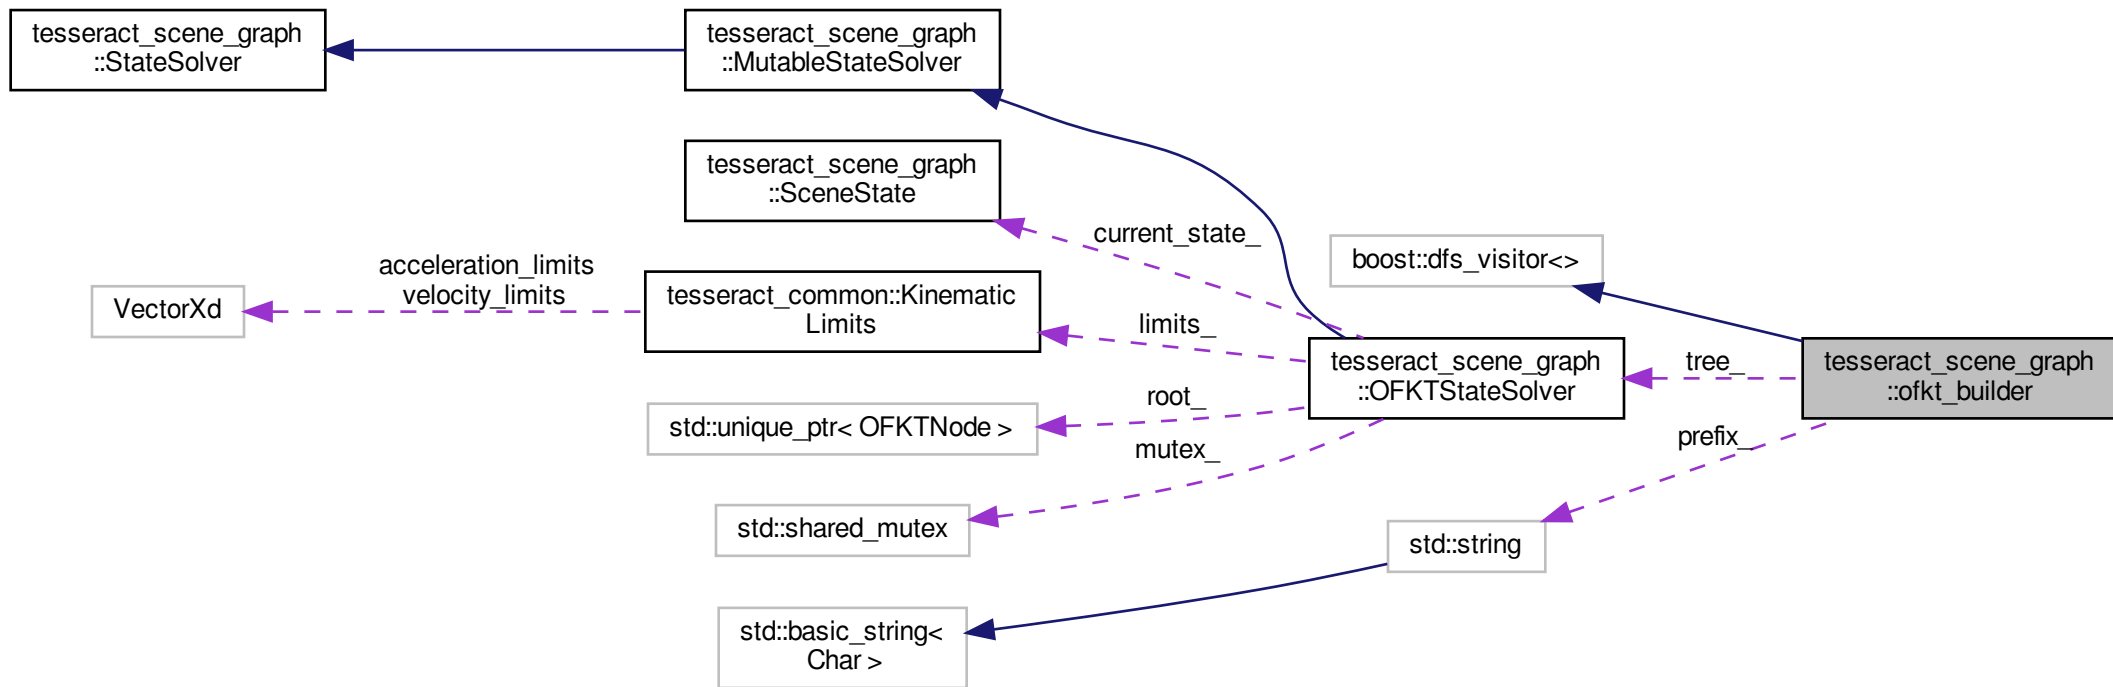 tesseract_scene_graph
::StateSolver
tesseract_scene_graph
::MutableStateSolver
tesseract_scene_graph
::SceneState
current_state_
boost::dfs_visitor<>
acceleration_limits
velocity_limits
VectorXd
tesseract_common::Kinematic
Limits
limits_
tesseract_scene_graph
::OFKTStateSolver
tree_
tesseract_scene_graph
::ofkt_builder
root_
std::unique_ptr< OFKTNode >
mutex_
prefix_
std::shared_mutex
std::string
std::basic_string<
Char >